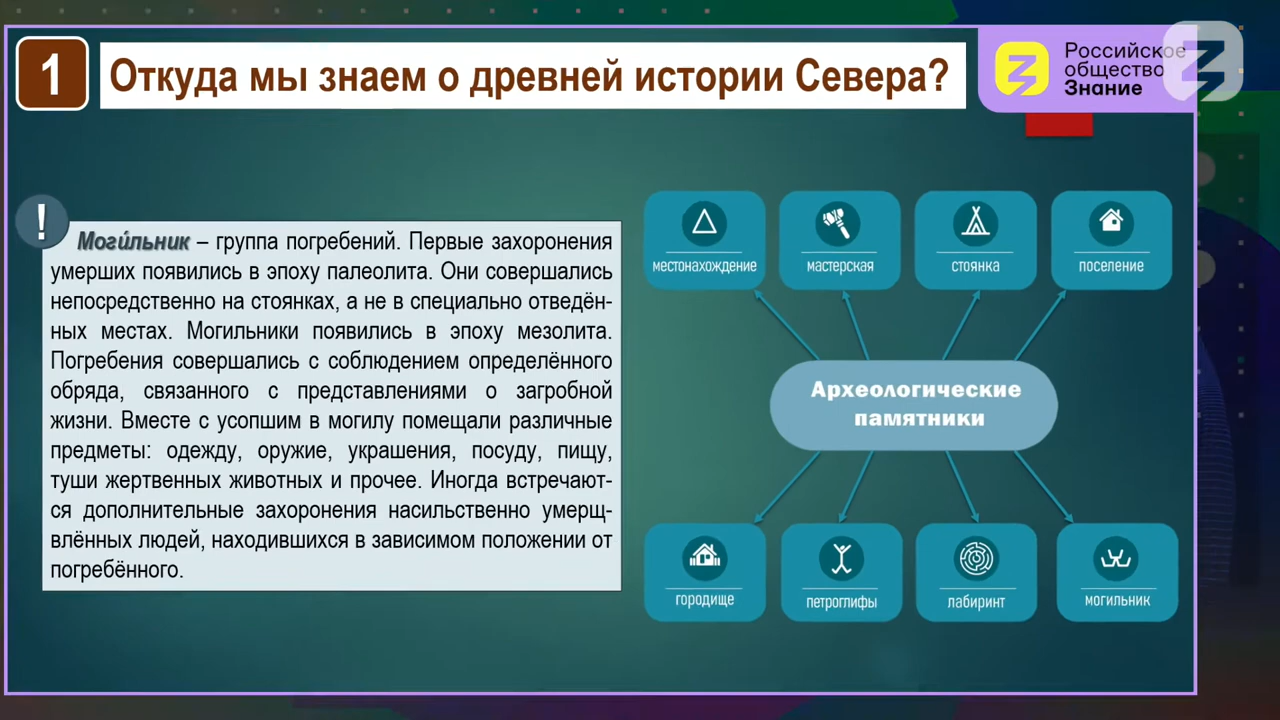 1
Откуда мы знаем о древней истории Севера?
Российское
общество
Знание
!
Моги́льник – группа погребений. Первые захоронения
умерших появились в эпоху палеолита. Они совершались
непосредственно на стоянках, а не в специально отведён-
ных местах. Могильники появились в эпоху мезолита.
Погребения совершались с соблюдением определённого
обряда, связанного с представлениями о загробной
жизни. Вместе с усопшим в могилу помещали различные
предметы: одежду, оружие, украшения, посуду, пищу,
туши жертвенных животных и прочее. Иногда встречают-
ся дополнительные захоронения насильственно умерщ-
влённых людей, находившихся в зависимом положении от
погребённого.
местонахождение
мастерская
стоянка
поселение
Археологические
памятники
городище
петроглифы
лабиринт
могильник